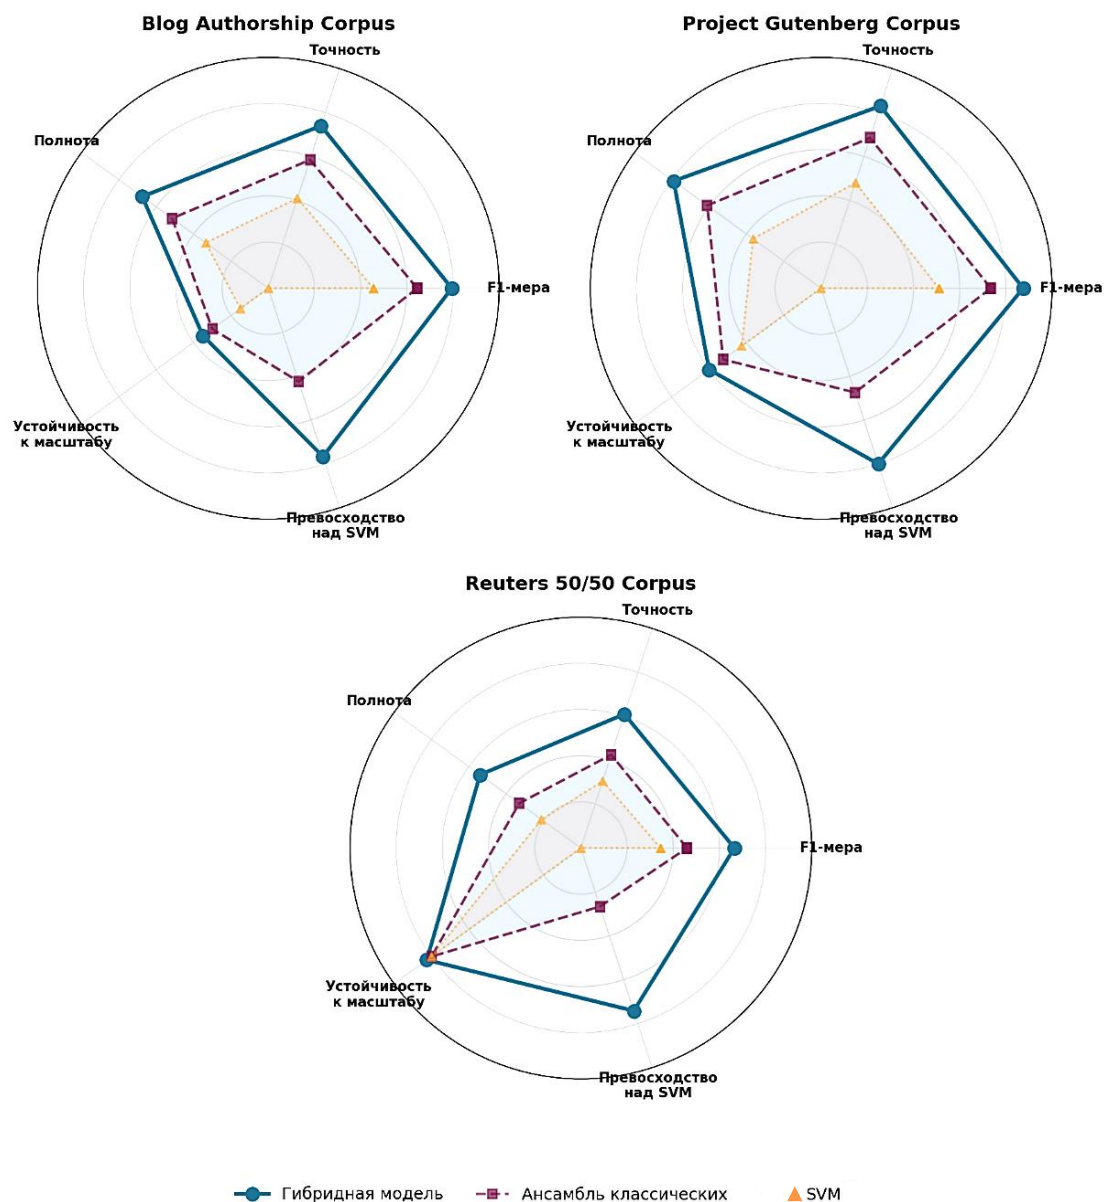 Blog Authorship Corpus
Точность
Полнота
F1-мера
Устойчивость
к масштабу
Превосходство
над SVM
Project Gutenberg Corpus
Точность
Полнота
F1-мера
Устойчивость
к масштабу
Превосходство
над SVM
Reuters 50/50 Corpus
Точность
Полнота
F1-мера
Устойчивость
к масштабу
Превосходство
над SVM
Гибридная модель
Ансамбль классических
SVM